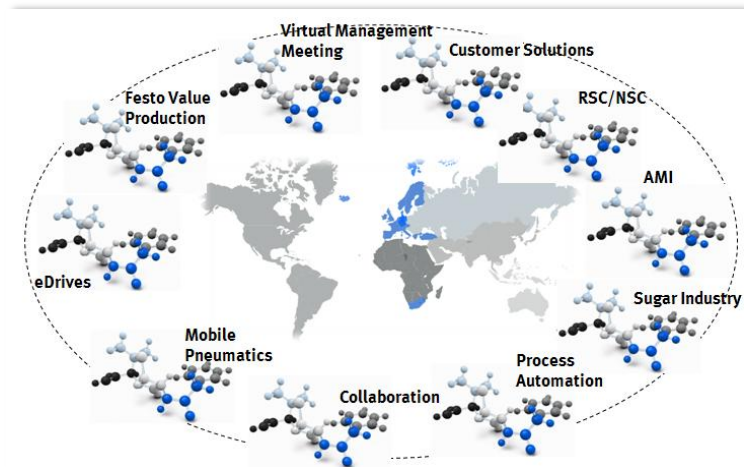 Virtual Management
Meeting
Customer Solutions
Festo Value
Production
RSC/NSC
AMI
eDrives
Sugar Industry
Mobile
Pneumatics
Process
Automation
Collaboration